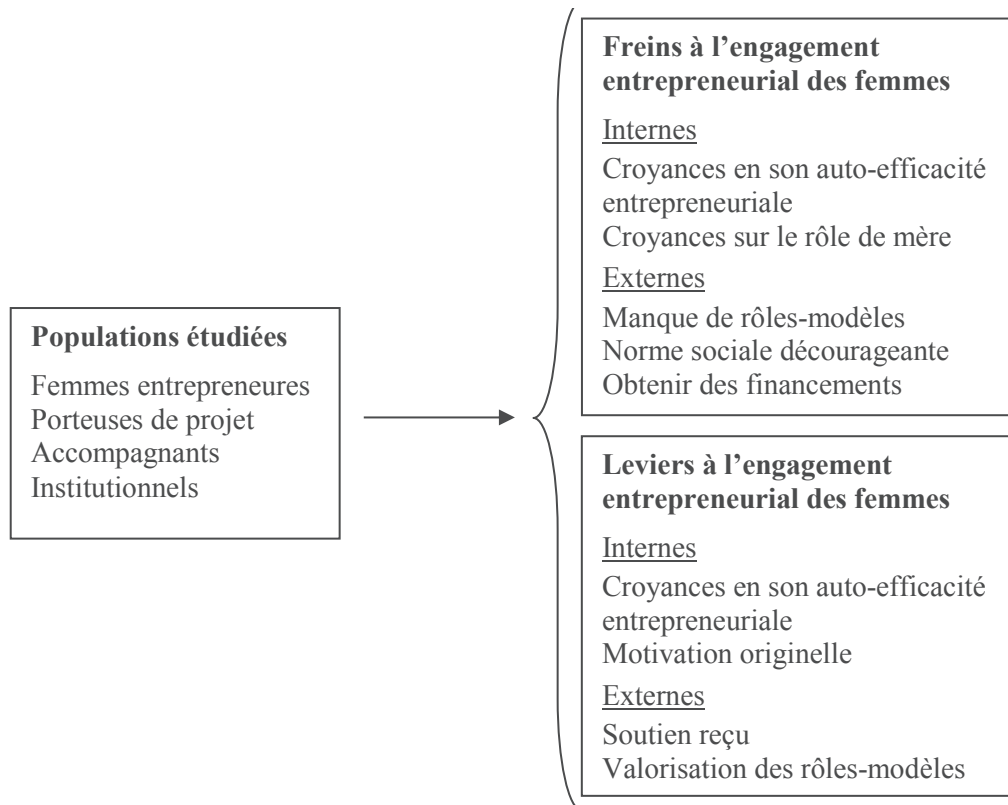 Populations étudiées
Femmes entrepreneures
Porteuses de projet
Accompagnants
Institutionnels
Freins à l’engagement
entrepreneurial des femmes
Internes
Croyances en son auto-efficacité
entrepreneuriale
Croyances sur le rôle de mère
Externes
Manque de rôles-modèles
Norme sociale décourageante
Obtenir des financements
Leviers à l’engagement
entrepreneurial des femmes
Internes
Croyances en son auto-efficacité
entrepreneuriale
Motivation originelle
Externes
Soutien reçu
Valorisation des rôles-modèles